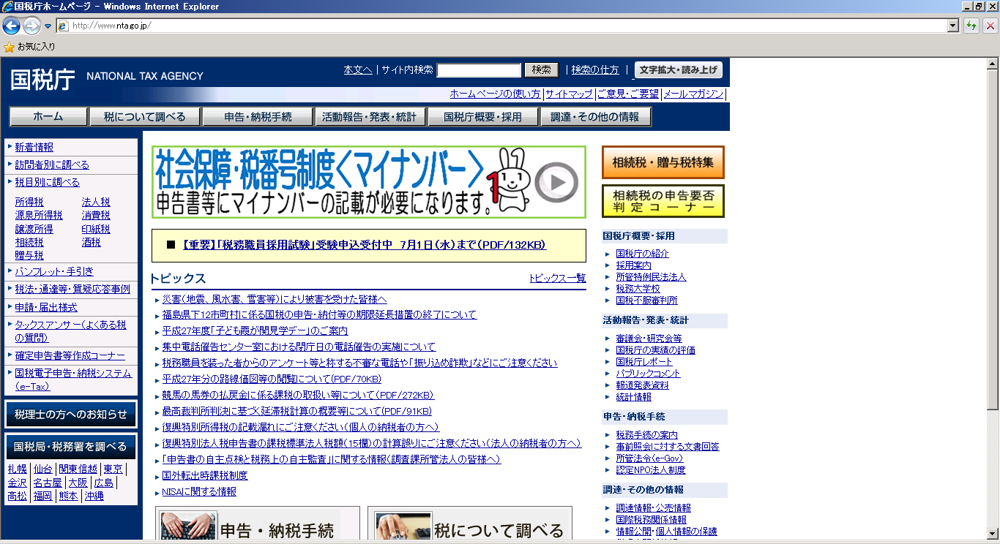 国税庁ホームページ - Windows Internet Explorer
http://www.nta.go.jp/
お気に入り
国税庁 NATIONAL TAX AGENCY
本文へ | サイト内検索 検索 | 検索の仕方 | 文字拡大・読み上げ
ホームページの使い方 | サイトマップ | ご意見・ご要望 | メールマガジン |
ホーム 税について調べる 申告・納税手続 活動報告・発表・統計 国税庁概要・採用 調達・その他の情報
新着情報
訪問者別に調べる
税目別に調べる
所得税 法人税
源泉所得税 消費税
譲渡所得 印紙税
相続税 酒税
贈与税
パンフレット・手引き
税法・通達等・質疑応答事例
申請・届出様式
タックスアンサー(よくある税
の質問)
確定申告書等作成コーナー
国税電子申告・納税システム
(e-Tax)
税理士の方へのお知らせ
国税局・税務署を調べる
札幌 | 仙台 | 関東信越 | 東京 |
金沢 | 名古屋 | 大阪 | 広島 |
高松 | 福岡 | 熊本 | 沖縄
社会保障・税番号制度<マイナンバー>
申告書等にマイナンバーの記載が必要になります。
1
■ 【重要】「税務職員採用試験」受験申込受付中 7月1日(水)まで(PDF/132KB)
トピックス トピックス一覧
災害(地震、風水害、雪害等)により被害を受けた皆様へ
福島県下12市町村に係る国税の申告・納付等の期限延長措置の終了について
平成27年度「子ども霞が関見学デー」のご案内
集中電話催告センター室における閉庁日の電話催告の実施について
税務職員を装った者からのアンケート等と称する不審な電話や「振り込め詐欺」などにご注意ください
平成27年分の路線価図等の閲覧について(PDF/70KB)
競馬の馬券の払戻金に係る課税の取扱い等について(PDF/272KB)
最高裁判所判決に基づく延滞税計算の概要等について(PDF/91KB)
復興特別所得税の記載漏れにご注意ください(個人の納税者の方へ)
復興特別法人税申告書の課税標準法人税額(15欄)の計算誤りにご注意ください(法人の納税者の方へ)
「申告書の自主点検と税務上の自主監査」に関する情報(調査課所管法人の皆様へ)
国外転出時課税制度
NISAに関する情報
申告・納税手続 税について調べる
相続税・贈与税特集
相続税の申告要否
判定コーナー
国税庁概要・採用
国税庁の紹介
採用案内
所管特例民法法人
税務大学校
国税不服審判所
活動報告・発表・統計
審議会・研究会等
国税庁の実績の評価
国税庁レポート
パブリックコメント
報道発表資料
統計情報
申告・納税手続
税務手続の案内
事前照会に対する文書回答
所管法令(e-Gov)
認定NPO法人制度
調達・その他の情報
調達情報・公売情報
国際税務関係情報
情報公開・個人情報の保護